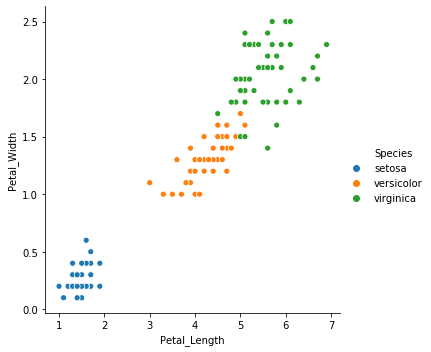 2.5
2.0
1.5
1.0
0.5
0.0
Petal_Width
1 2 3 4 5 6 7
Petal_Length
Species
setosa
versicolor
virginica